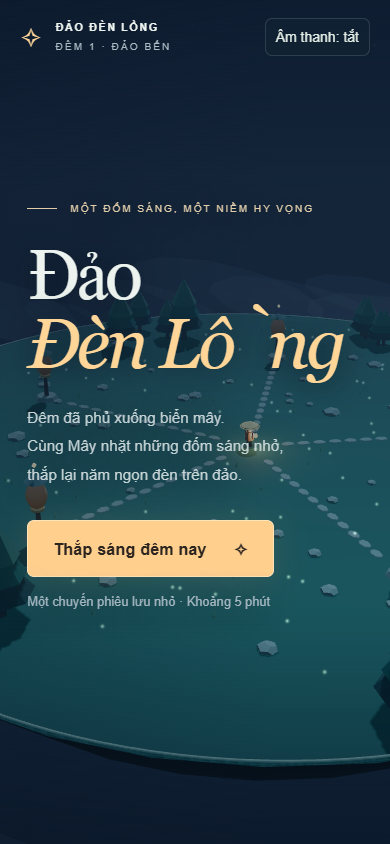 ĐẢO ĐÈN LỒNG
ĐÊM 1 · ĐẢO BẾN
Âm thanh: tắt
MỘT ĐỐM SÁNG, MỘT NIỀM HY VỌNG
Đảo
Đèn Lồng
Đêm đã phủ xuống biển mây.
Cùng Mây nhặt những đốm sáng nhỏ,
thắp lại năm ngọn đèn trên đảo.
Thắp sáng đêm nay
Một chuyến phiêu lưu nhỏ · Khoảng 5 phút